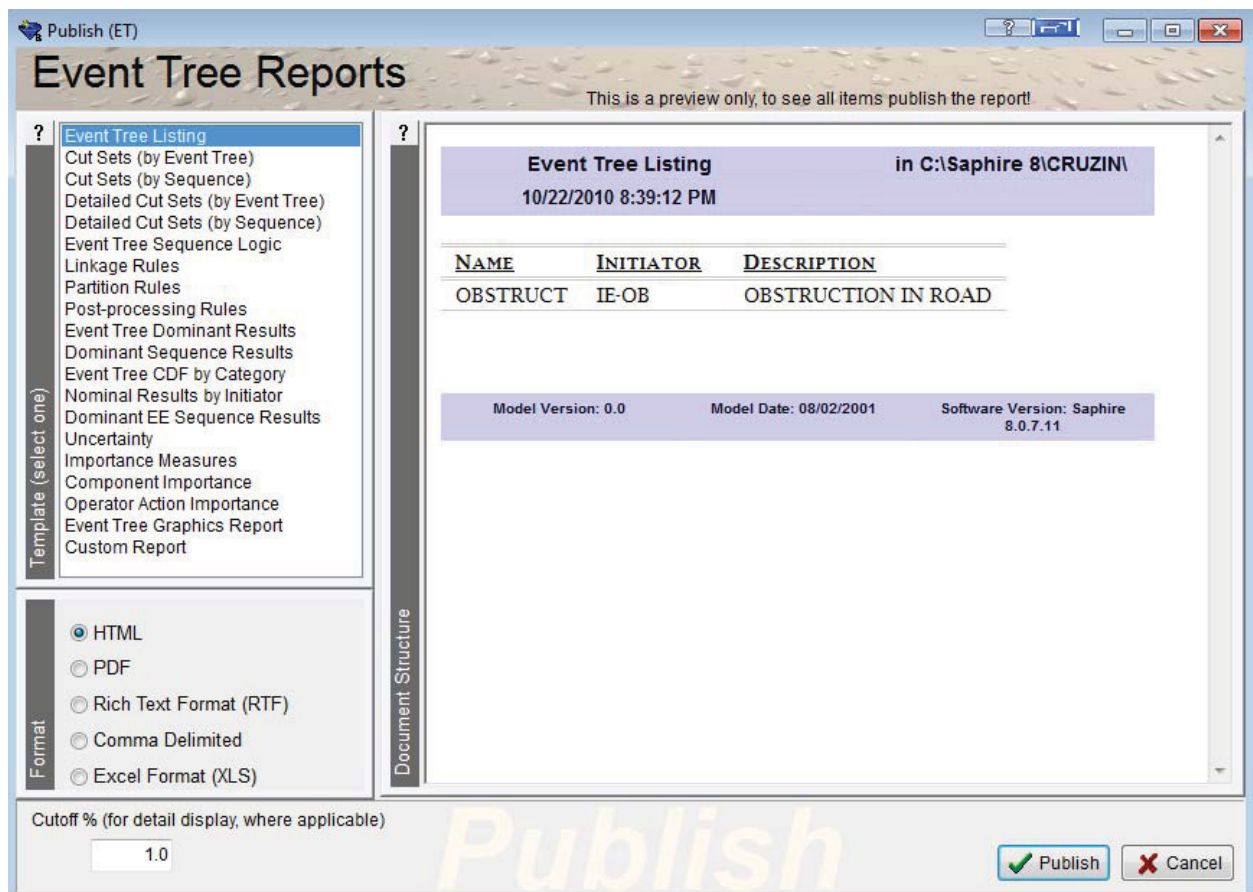 Publish (ET)
Event Tree Reports
This is a preview only, to see all items publish the report!
?
Template (select one)
Event Tree Listing
Cut Sets (by Event Tree)
Cut Sets (by Sequence)
Detailed Cut Sets (by Event Tree)
Detailed Cut Sets (by Sequence)
Event Tree Sequence Logic
Linkage Rules
Partition Rules
Post-processing Rules
Event Tree Dominant Results
Dominant Sequence Results
Event Tree CDF by Category
Nominal Results by Initiator
Dominant EE Sequence Results
Uncertainty
Importance Measures
Component Importance
Operator Action Importance
Event Tree Graphics Report
Custom Report
Format
HTML
PDF
Rich Text Format (RTF)
Comma Delimited
Excel Format (XLS)
?
Document Structure
Event Tree Listing in C:\Saphire 8\CRUZIN\
10/22/2010 8:39:12 PM
NAME INITIATOR DESCRIPTION
OBSTRUCT IE-OB OBSTRUCTION IN ROAD
Model Version: 0.0 Model Date: 08/02/2001 Software Version: Saphire
8.0.7.11
Cutoff % (for detail display, where applicable)
1.0
Publish
Publish Cancel